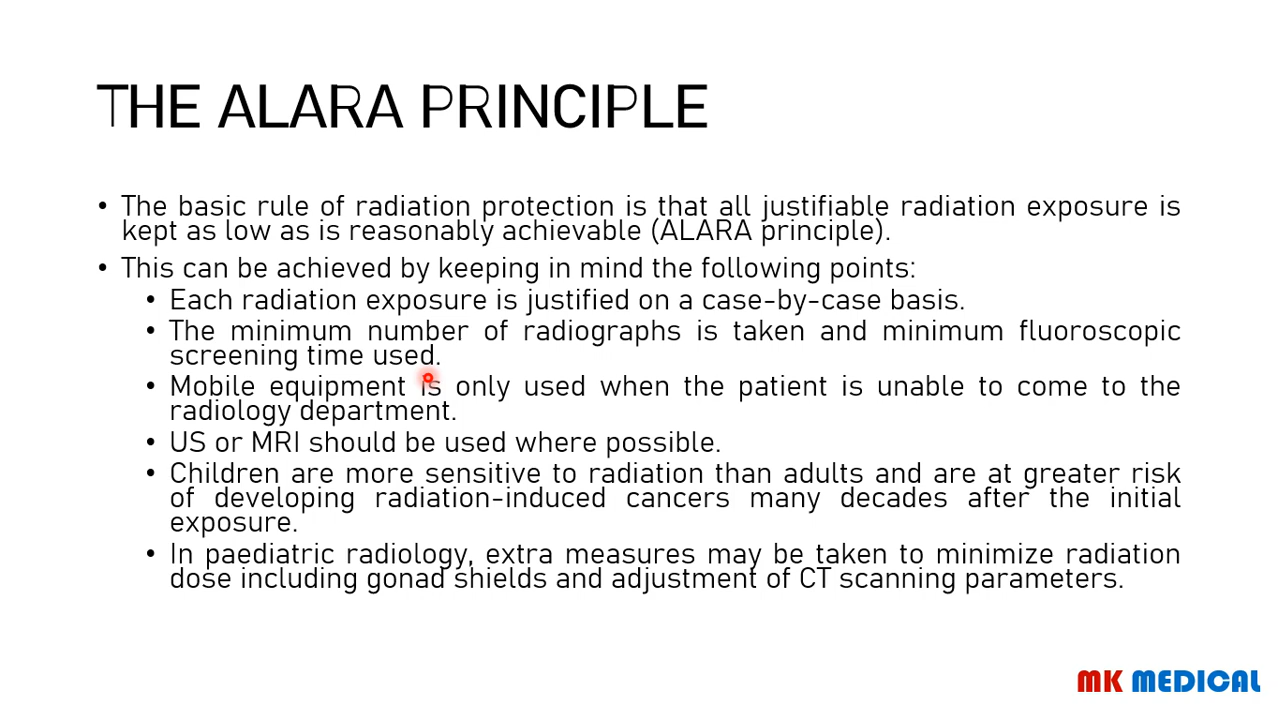 THE ALARA PRINCIPLE
• The basic rule of radiation protection is that all justifiable radiation exposure is
kept as low as is reasonably achievable (ALARA principle).
• This can be achieved by keeping in mind the following points:
• Each radiation exposure is justified on a case-by-case basis.
• The minimum number of radiographs is taken and minimum fluoroscopic
screening time used.
• Mobile equipment is only used when the patient is unable to come to the
radiology department.
• US or MRI should be used where possible.
• Children are more sensitive to radiation than adults and are at greater risk
of developing radiation-induced cancers many decades after the initial
exposure.
• In paediatric radiology, extra measures may be taken to minimize radiation
dose including gonad shields and adjustment of CT scanning parameters.
MK MEDICAL